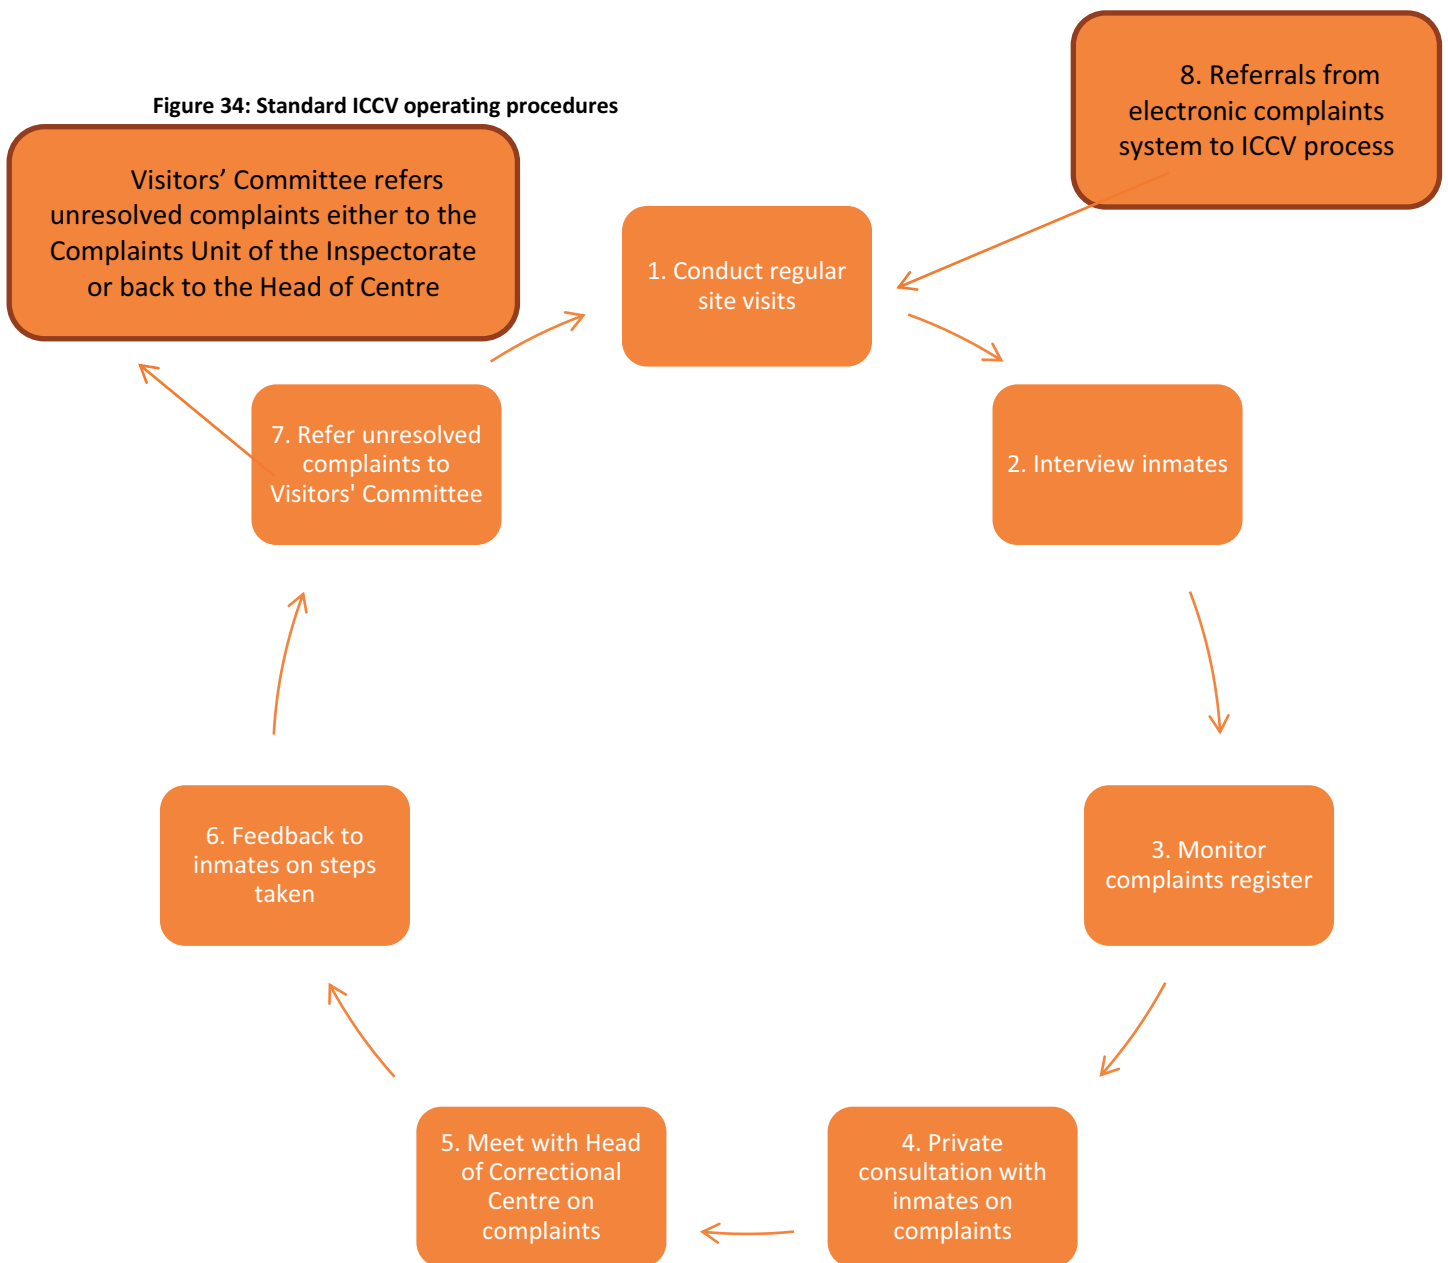 Figure 34: Standard ICCV operating procedures
8. Referrals from
electronic complaints
system to ICCV process
Visitors’ Committee refers
unresolved complaints either to the
Complaints Unit of the Inspectorate
or back to the Head of Centre
1. Conduct regular
site visits
2. Interview inmates
3. Monitor
complaints register
4. Private
consultation with
inmates on
complaints
5. Meet with Head
of Correctional
Centre on
complaints
6. Feedback to
inmates on steps
taken
7. Refer unresolved
complaints to
Visitors' Committee